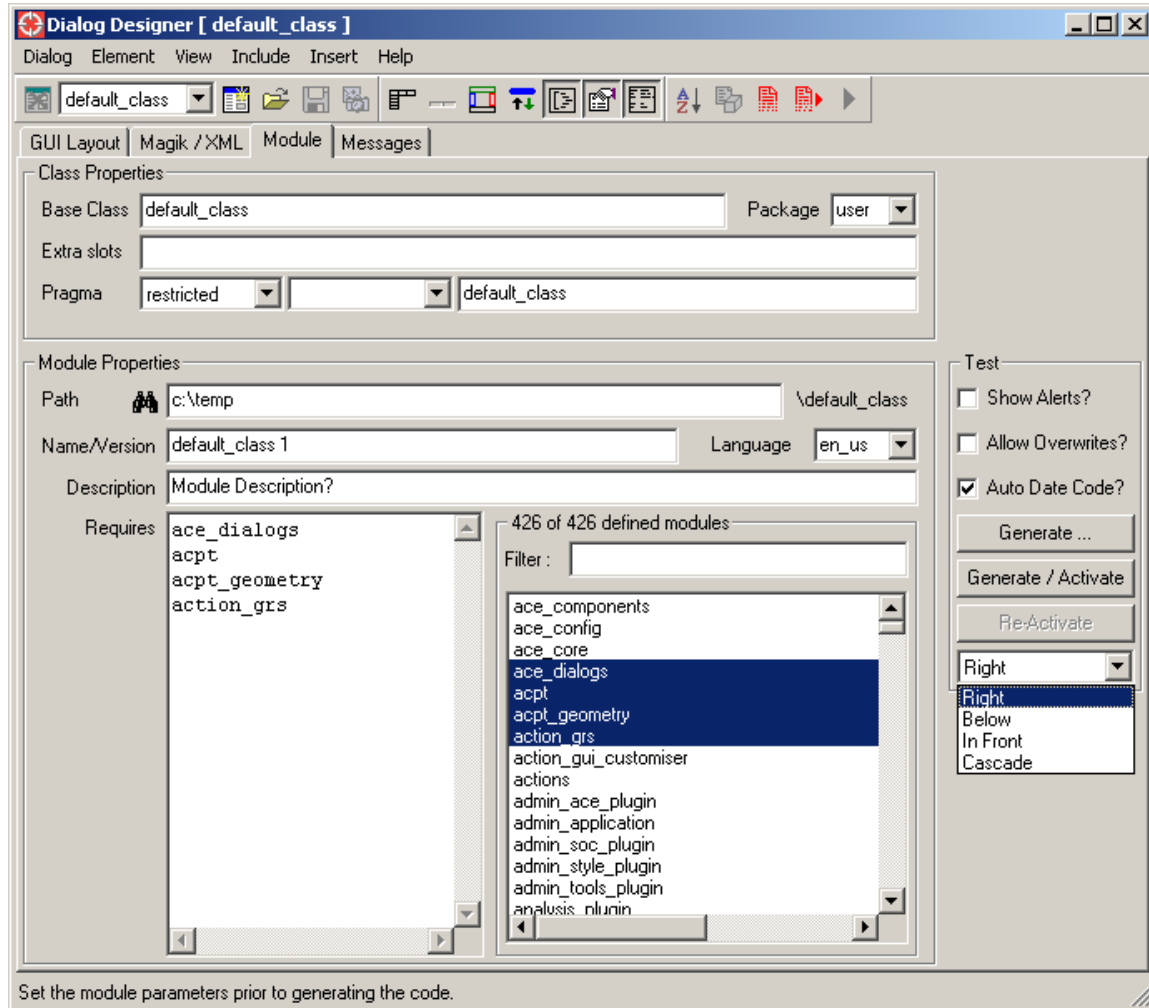 Dialog Designer [ default_class ]
Dialog Element View Include Insert Help
default_class
GUI Layout Magik / XML Module Messages
Class Properties
Base Class default_class Package user
Extra slots
Pragma restricted default_class
Module Properties
Path c:\temp \default_class
Name/Version default_class 1 Language en_us
Description Module Description?
Requires
ace_dialogs
acpt
acpt_geometry
action_grs
426 of 426 defined modules
Filter :
ace_components
ace_config
ace_core
ace_dialogs
acpt
acpt_geometry
action_grs
action_gui_customiser
actions
admin_ace_plugin
admin_application
admin_soc_plugin
admin_style_plugin
admin_tools_plugin
analysis_plugin
Test
Show Alerts?
Allow Overwrites?
Auto Date Code?
Generate ...
Generate / Activate
Re-Activate
Right
Right
Below
In Front
Cascade
Set the module parameters prior to generating the code.